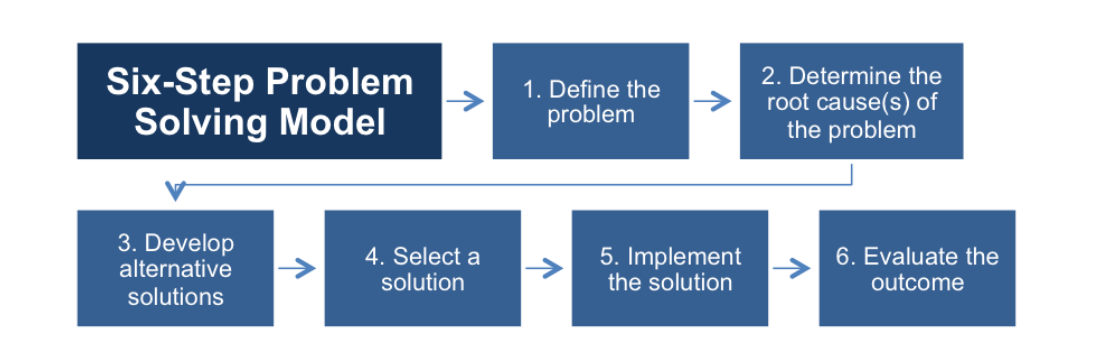 Six-Step Problem
Solving Model
1. Define the
problem
2. Determine the
root cause(s) of
the problem
3. Develop
alternative
solutions
4. Select a
solution
5. Implement
the solution
6. Evaluate the
outcome